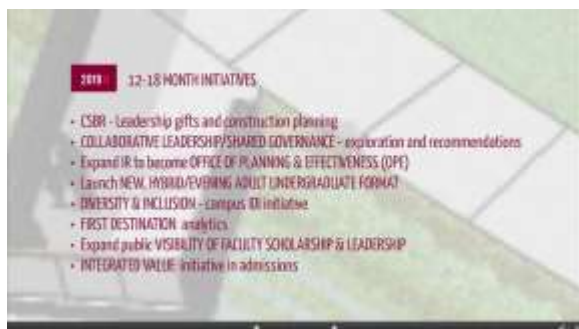 2019 12-18 MONTH INITIATIVES
• CSBR - Leadership gifts and construction planning
• COLLABORATIVE LEADERSHIP/SHARED GOVERNANCE - exploration and recommendations
• Expand IR to become OFFICE OF PLANNING & EFFECTIVENESS (OPE)
• Launch NEW, HYBRID/EVENING ADULT UNDERGRADUATE FORMAT
• DIVERSITY & INCLUSION - campus initiative
• FIRST DESTINATION analytics
• Expand public VISIBILITY OF FACULTY SCHOLARSHIP & LEADERSHIP
• INTEGRATED VALUE initiative in admissions